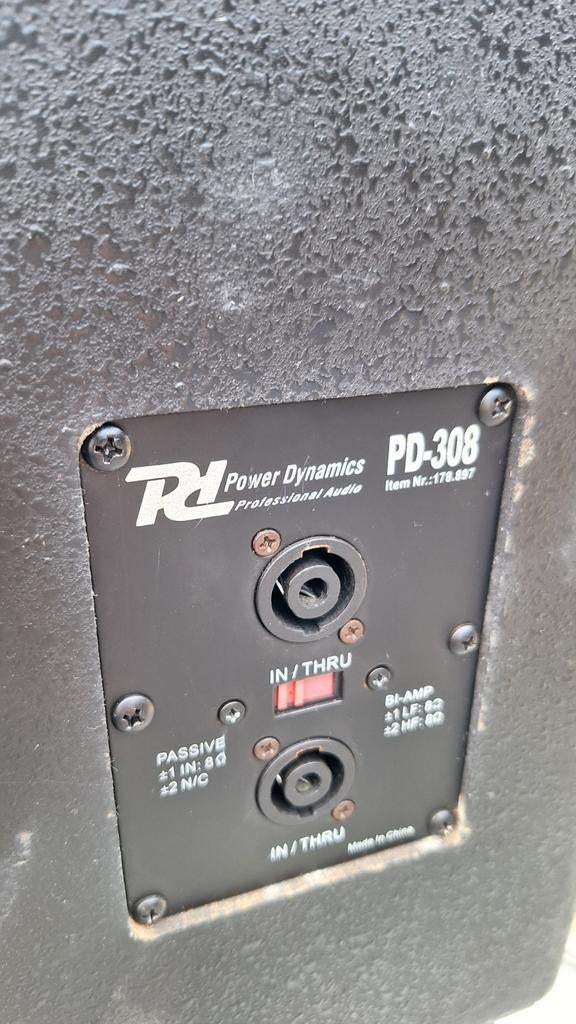 Pd Power Dynamics
Professional Audio
PD-308
Item Nr.:178.897
IN / THRU
PASSIVE
±1 IN: 8Ω
±2 N/C
BI-AMP
±1 LF: 8Ω
±2 HF: 8Ω
IN / THRU
Made in China